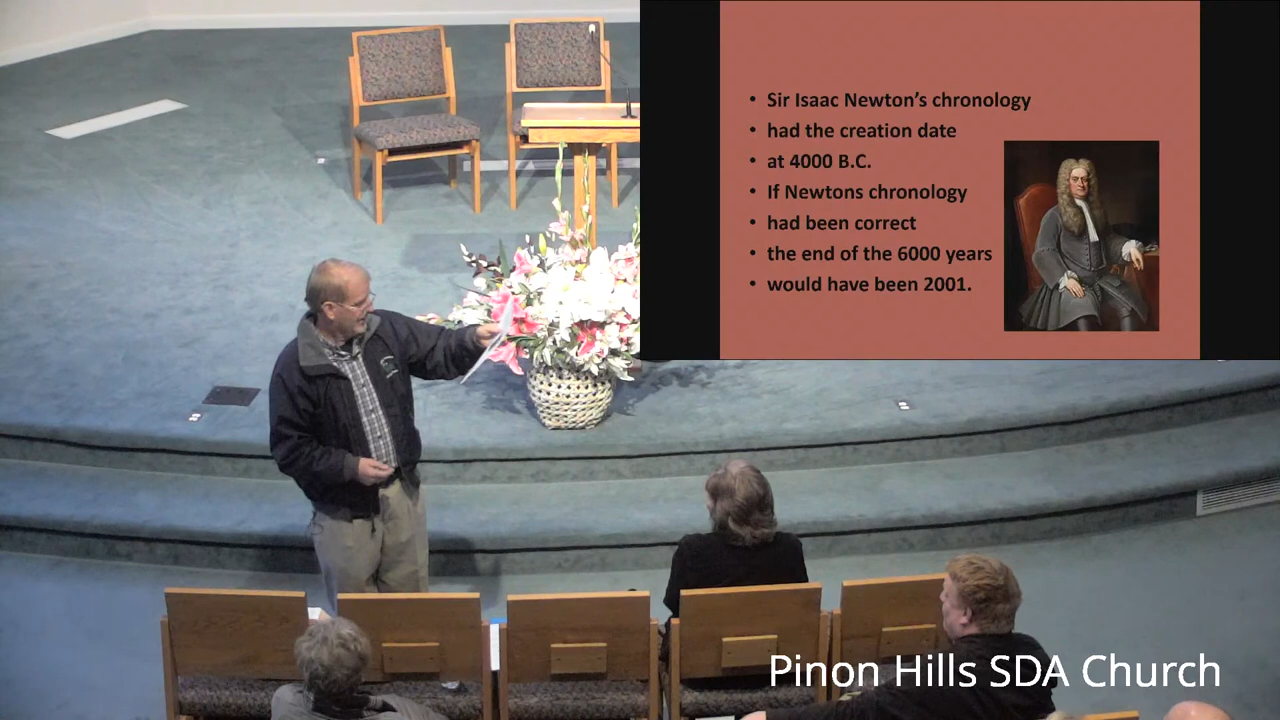 • Sir Isaac Newton’s chronology
• had the creation date
• at 4000 B.C.
• If Newtons chronology
• had been correct
• the end of the 6000 years
• would have been 2001.
Pinon Hills SDA Church